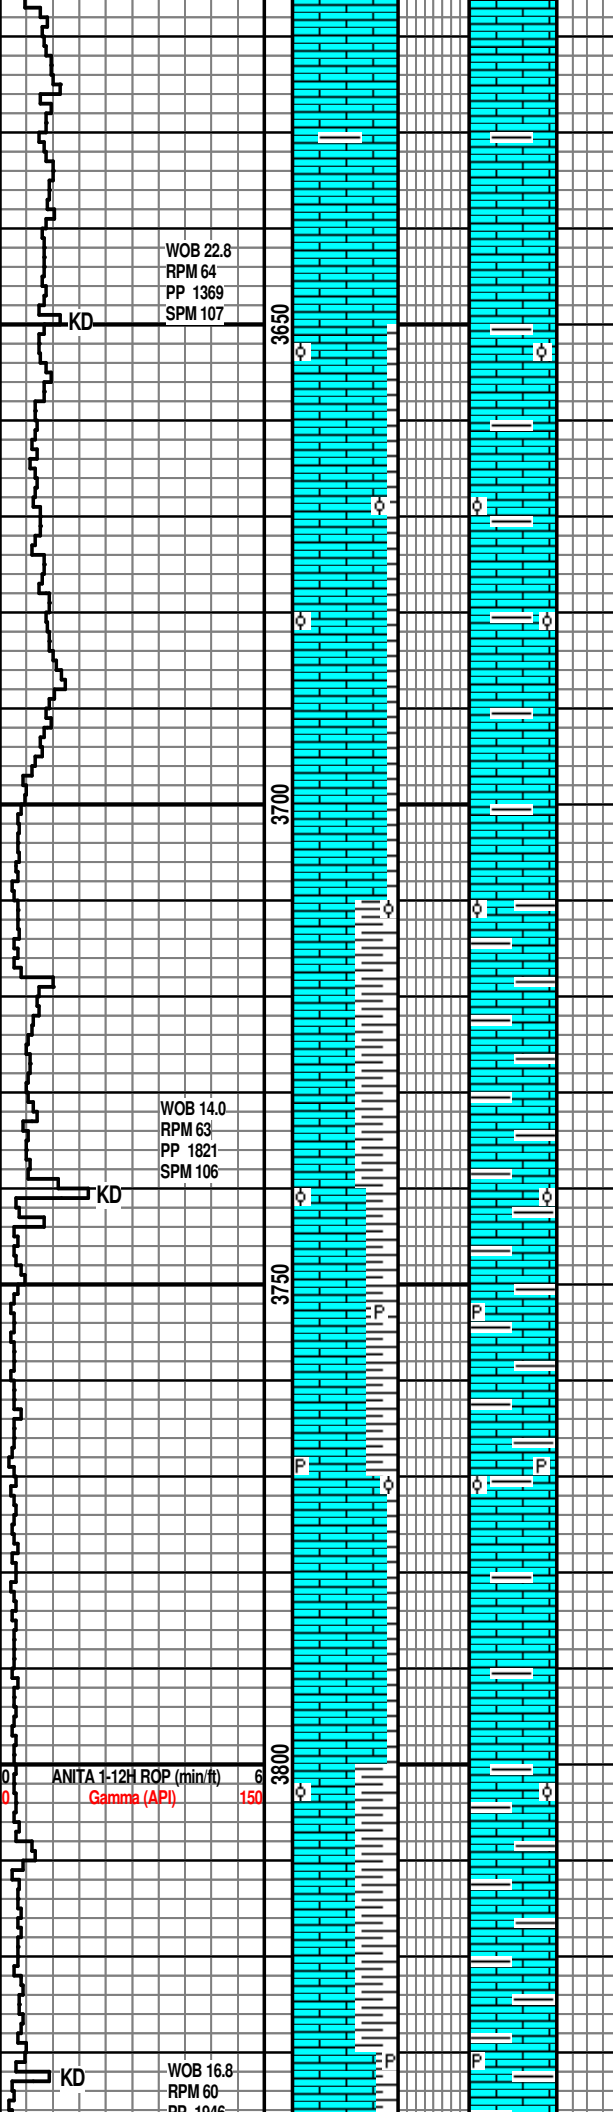 WOB 22.8
RPM 64
PP 1369
SPM 107
KD
3650
3700
WOB 14.0
RPM 63
PP 1821
SPM 106
KD
3750
P
P
P
P
3800
0 ANITA 1-12H ROP (min/ft) 6
0 Gamma (API) 150
P
P
KD
WOB 16.8
RPM 60
PP 1946